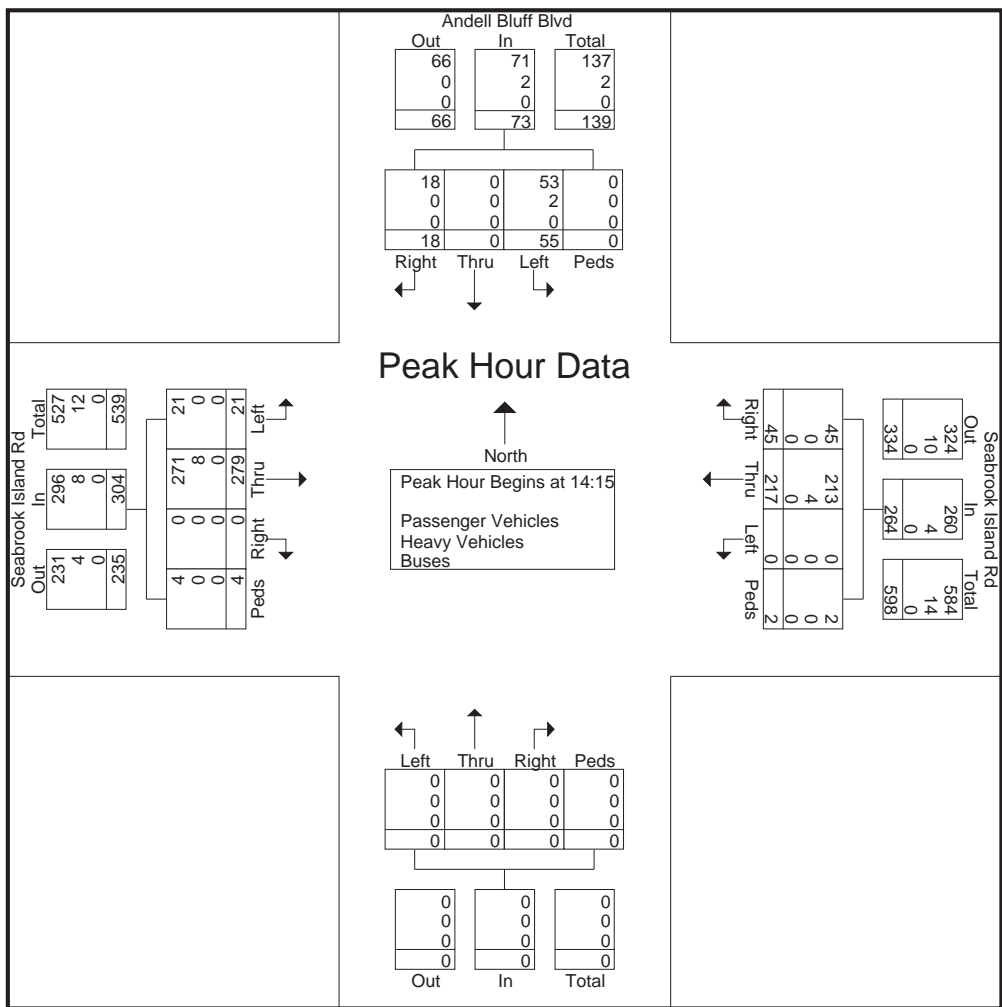 Andell Bluff Blvd
Out In Total
66 71 137
0 2 2
0 0 0
66 73 139
18 0 53 0
0 0 2 0
0 0 0 0
18 0 55 0
Right Thru Left Peds
Peak Hour Data
North
Peak Hour Begins at 14:15
Passenger Vehicles
Heavy Vehicles
Buses
Seabrook Island Rd
Out In Total
231 296 527
4 8 12
0 0 0
235 304 539
4 0 271 21
0 0 8 0
0 0 0 0
4 0 279 21
Peds Right Thru Left
Seabrook Island Rd
Out In Total
324 260 584
10 4 14
0 0 0
334 264 598
45 213 0 2
0 4 0 0
0 0 0 0
45 217 0 2
Right Thru Left Peds
Left Thru Right Peds
0 0 0 0
0 0 0 0
0 0 0 0
0 0 0 0
0 0 0
0 0 0
0 0 0
0 0 0
Out In Total